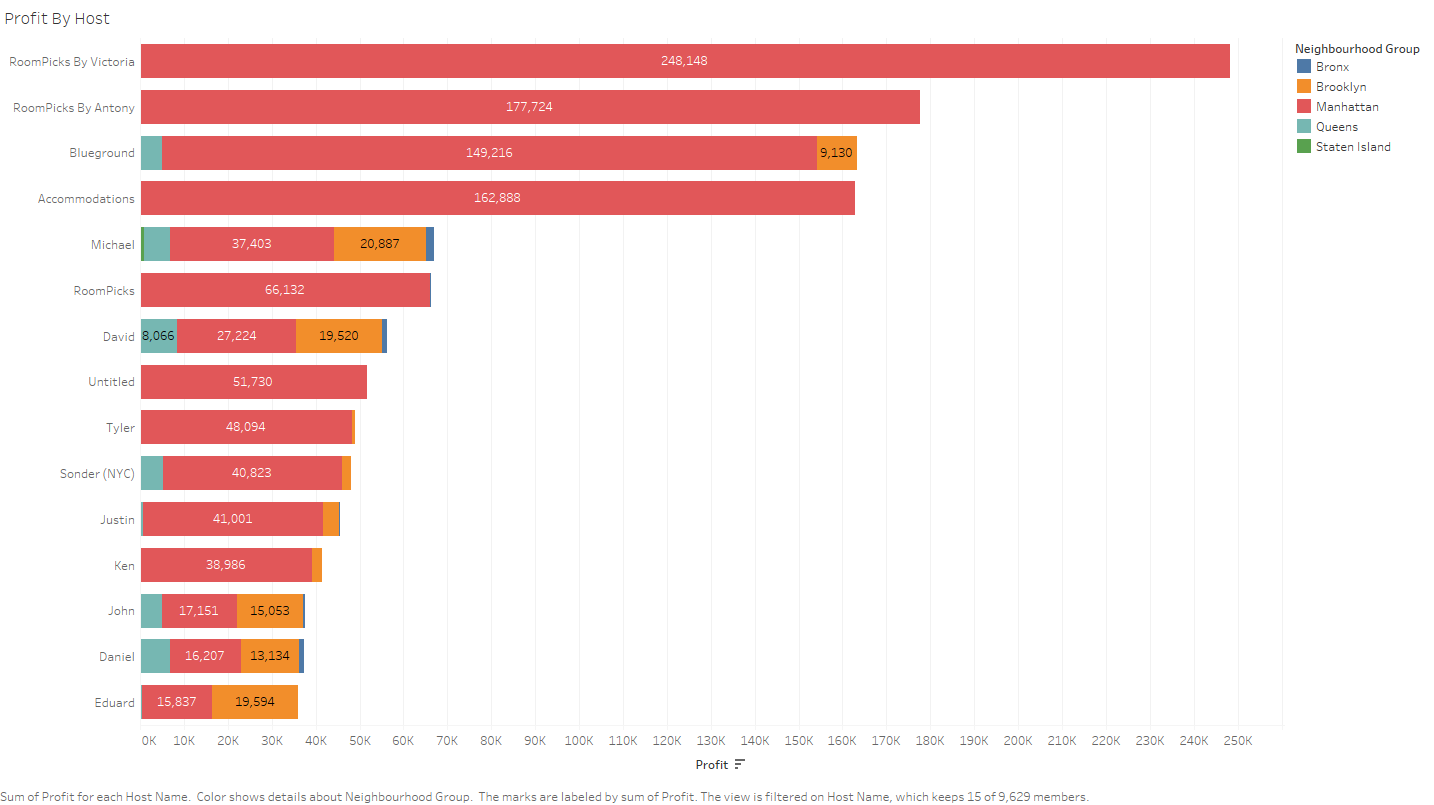 Profit By Host
Neighbourhood Group
Bronx
Brooklyn
Manhattan
Queens
Staten Island
RoomPicks By Victoria 248,148
RoomPicks By Antony 177,724
Blueground 149,216 9,130
Accommodations 162,888
Michael 37,403 20,887
RoomPicks 66,132
David 8,066 27,224 19,520
Untitled 51,730
Tyler 48,094
Sonder (NYC) 40,823
Justin 41,001
Ken 38,986
John 17,151 15,053
Daniel 16,207 13,134
Eduard 15,837 19,594
0K 10K 20K 30K 40K 50K 60K 70K 80K 90K 100K 110K 120K 130K 140K 150K 160K 170K 180K 190K 200K 210K 220K 230K 240K 250K
Profit
Sum of Profit for each Host Name. Color shows details about Neighbourhood Group. The marks are labeled by sum of Profit. The view is filtered on Host Name, which keeps 15 of 9,629 members.